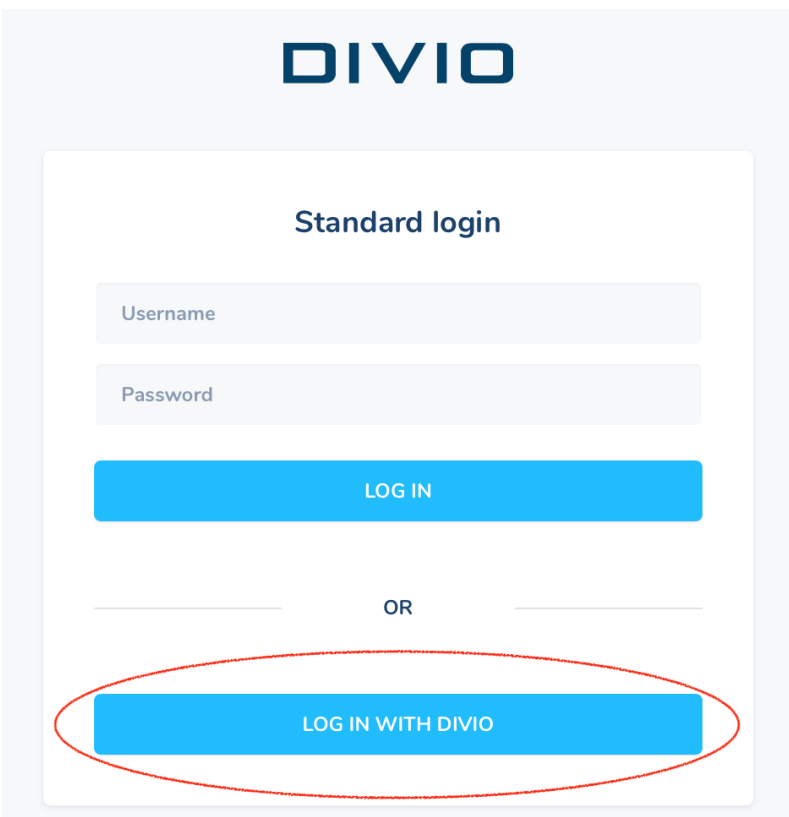 DIVIO
Standard login
Username
Password
LOG IN
OR
LOG IN WITH DIVIO